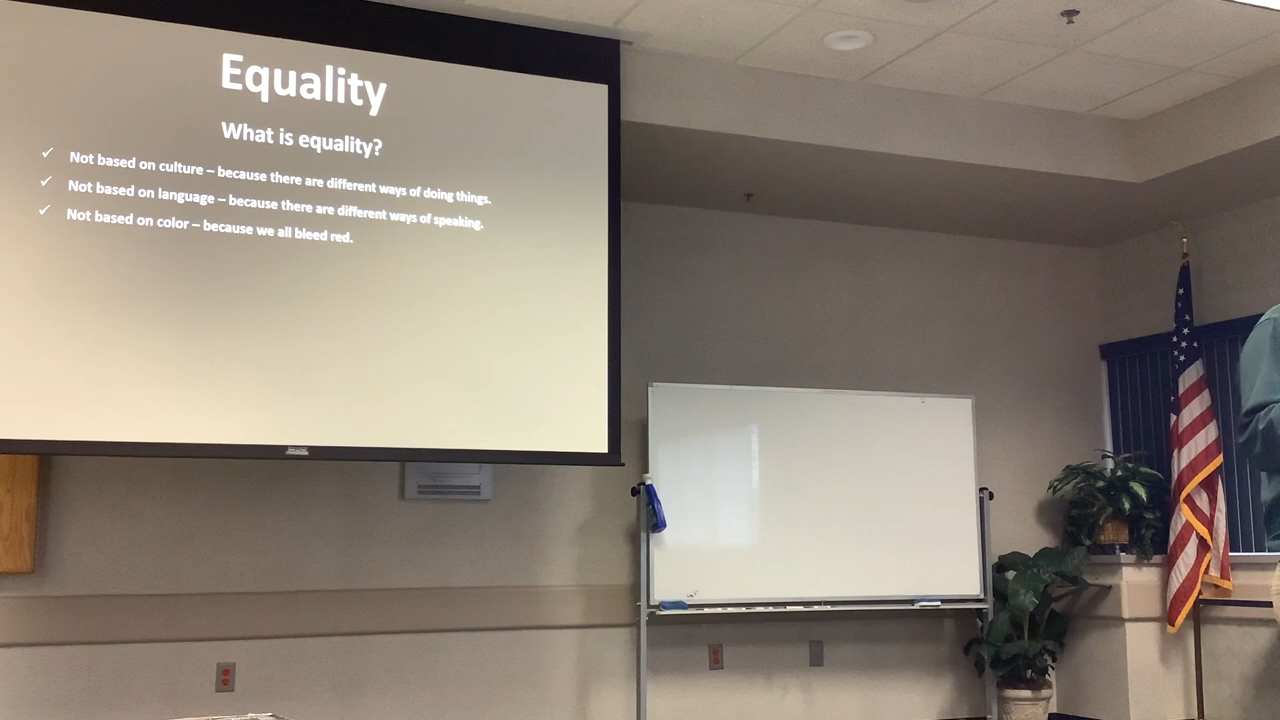 Equality
What is equality?
✓ Not based on culture – because there are different ways of doing things.
✓ Not based on language – because there are different ways of speaking.
✓ Not based on color – because we all bleed red.